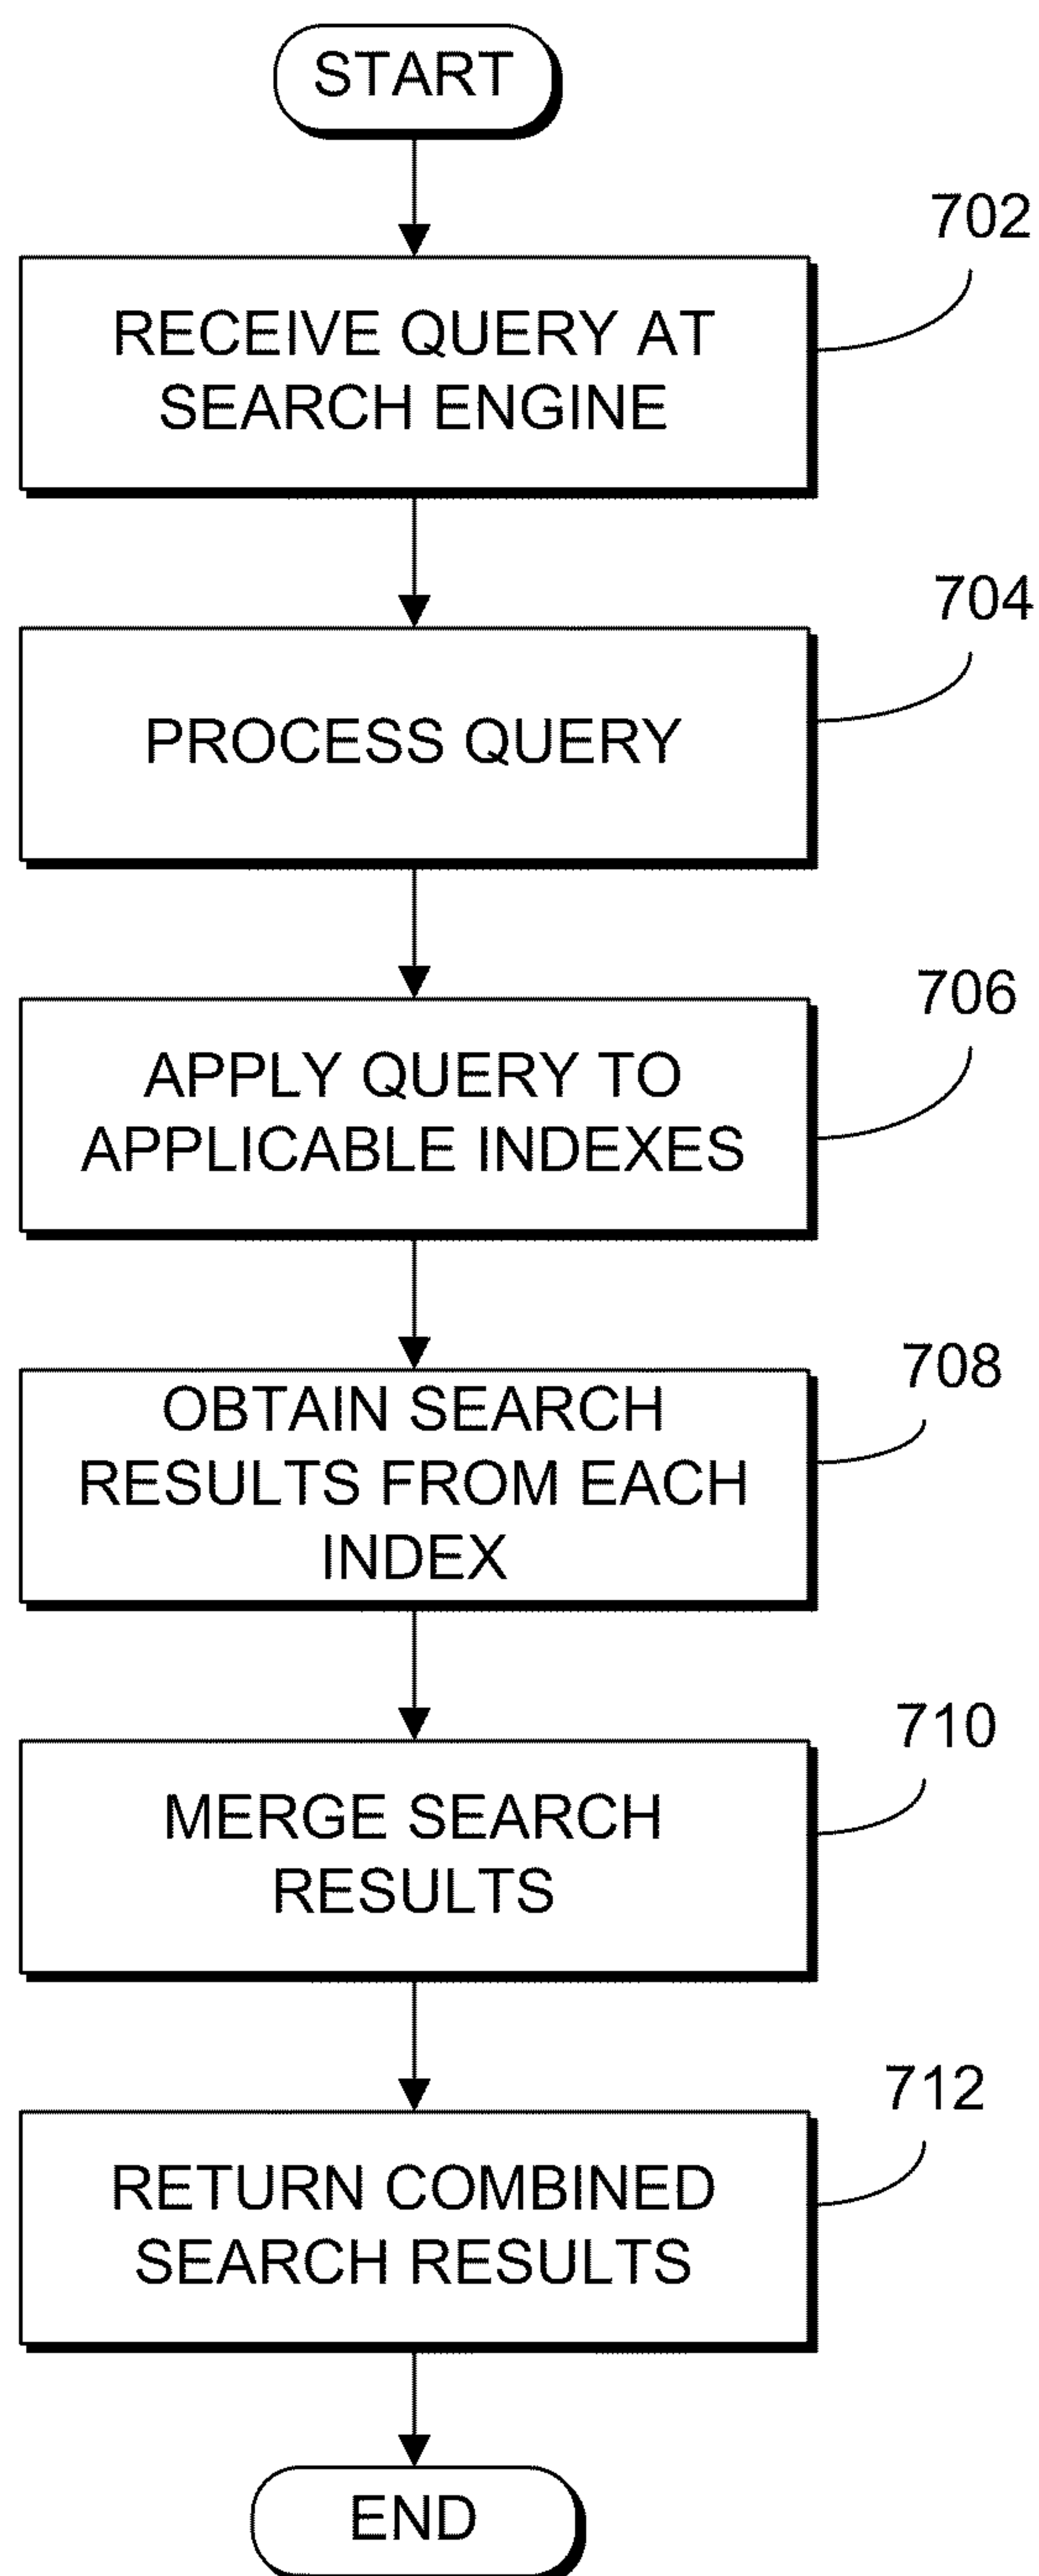 START
702
RECEIVE QUERY AT
SEARCH ENGINE
704
PROCESS QUERY
706
APPLY QUERY TO
APPLICABLE INDEXES
708
OBTAIN SEARCH
RESULTS FROM EACH
INDEX
710
MERGE SEARCH
RESULTS
712
RETURN COMBINED
SEARCH RESULTS
END